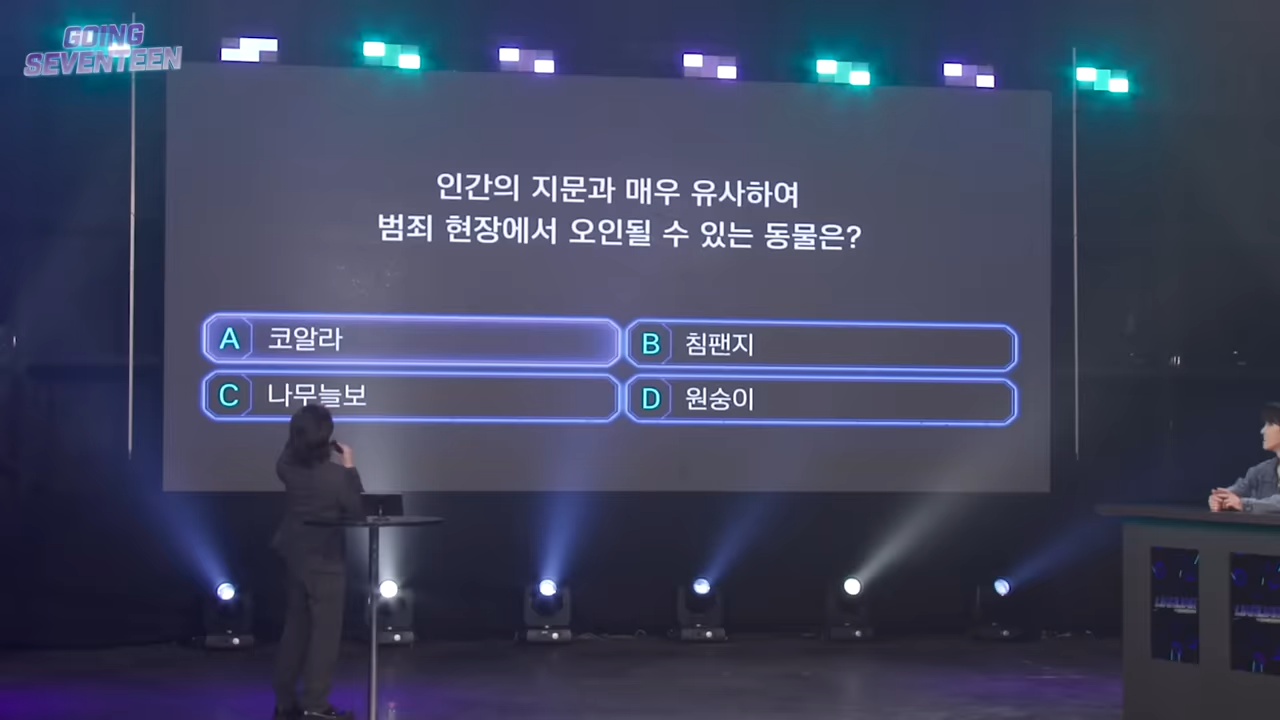 GOING
SEVENTEEN
인간의 지문과 매우 유사하여
범죄 현장에서 오인될 수 있는 동물은?
A 코알라
B 침팬지
C 나무늘보
D 원숭이